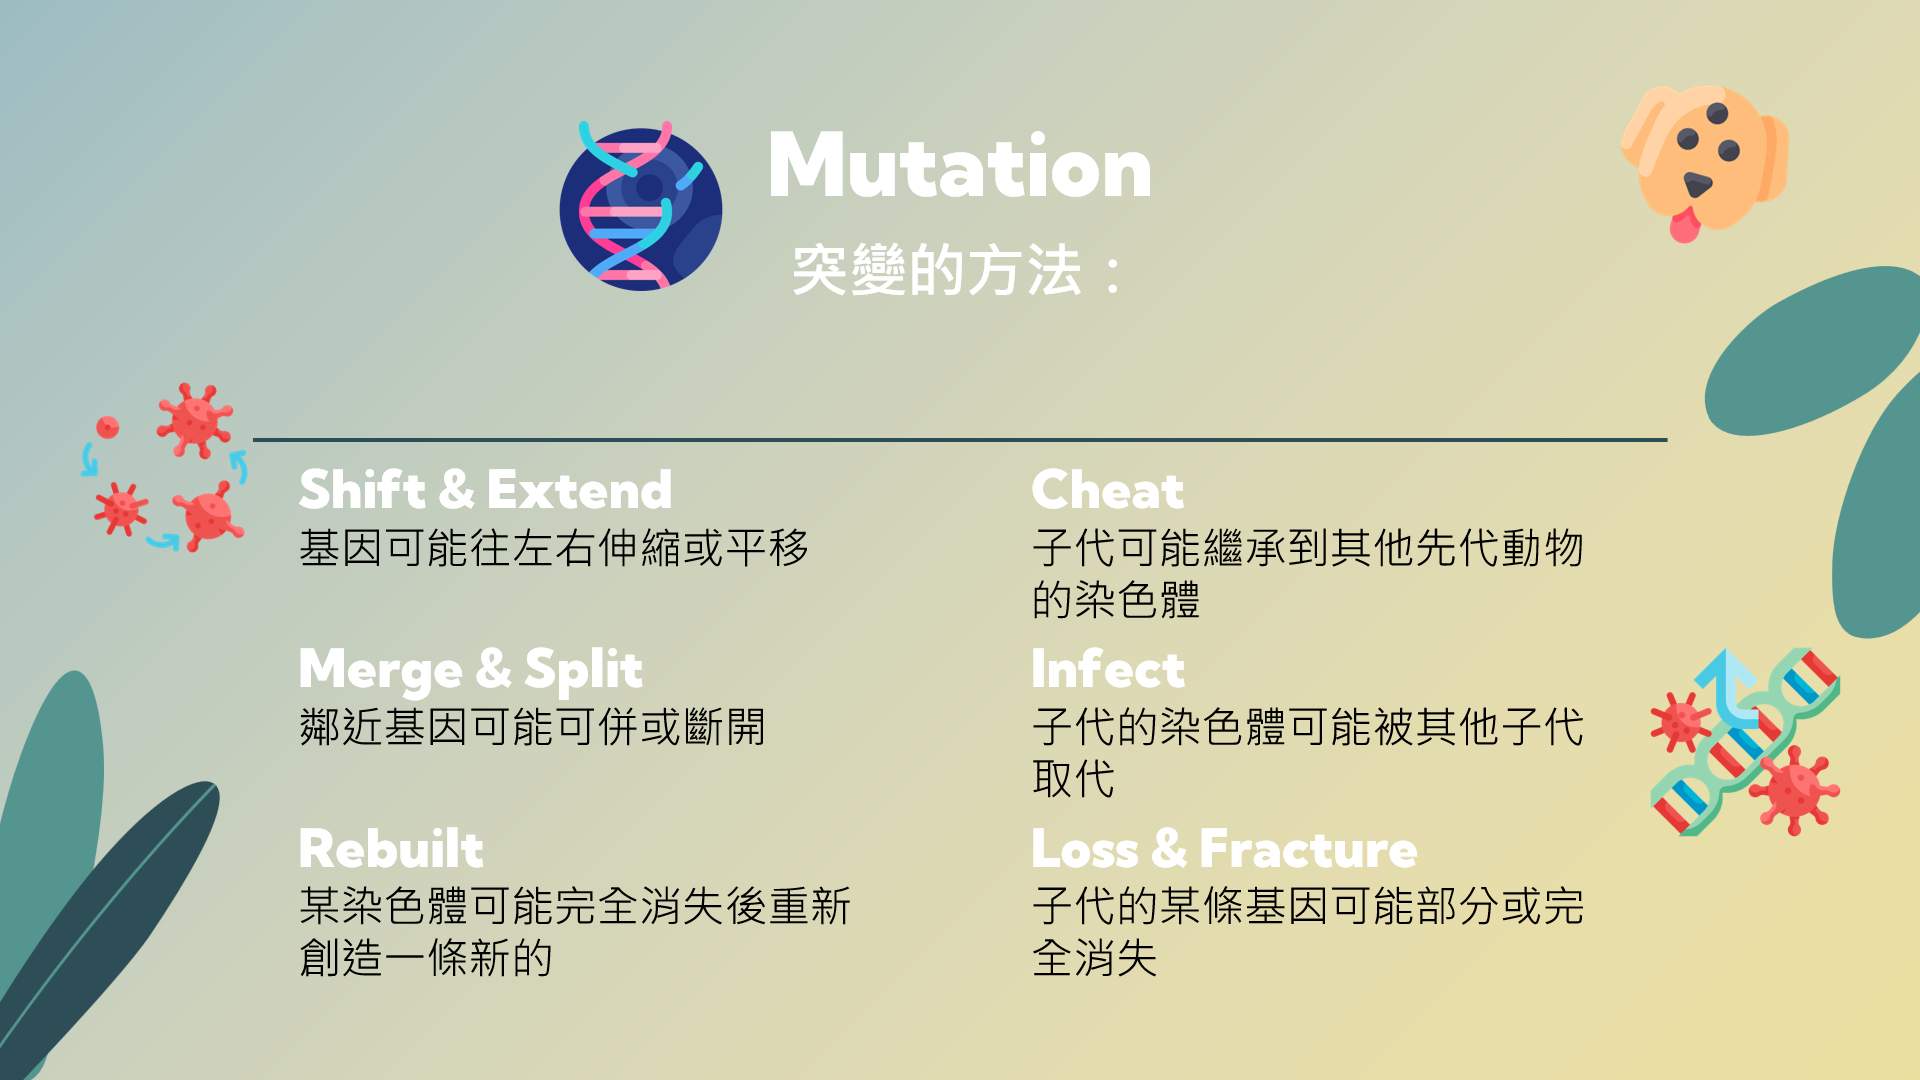 Mutation
突變的方法：
Shift & Extend
基因可能往左右伸縮或平移
Merge & Split
鄰近基因可能可併或斷開
Rebuilt
某染色體可能完全消失後重新
創造一條新的
Cheat
子代可能繼承到其他先代動物
的染色體
Infect
子代的染色體可能被其他子代
取代
Loss & Fracture
子代的某條基因可能部分或完
全消失